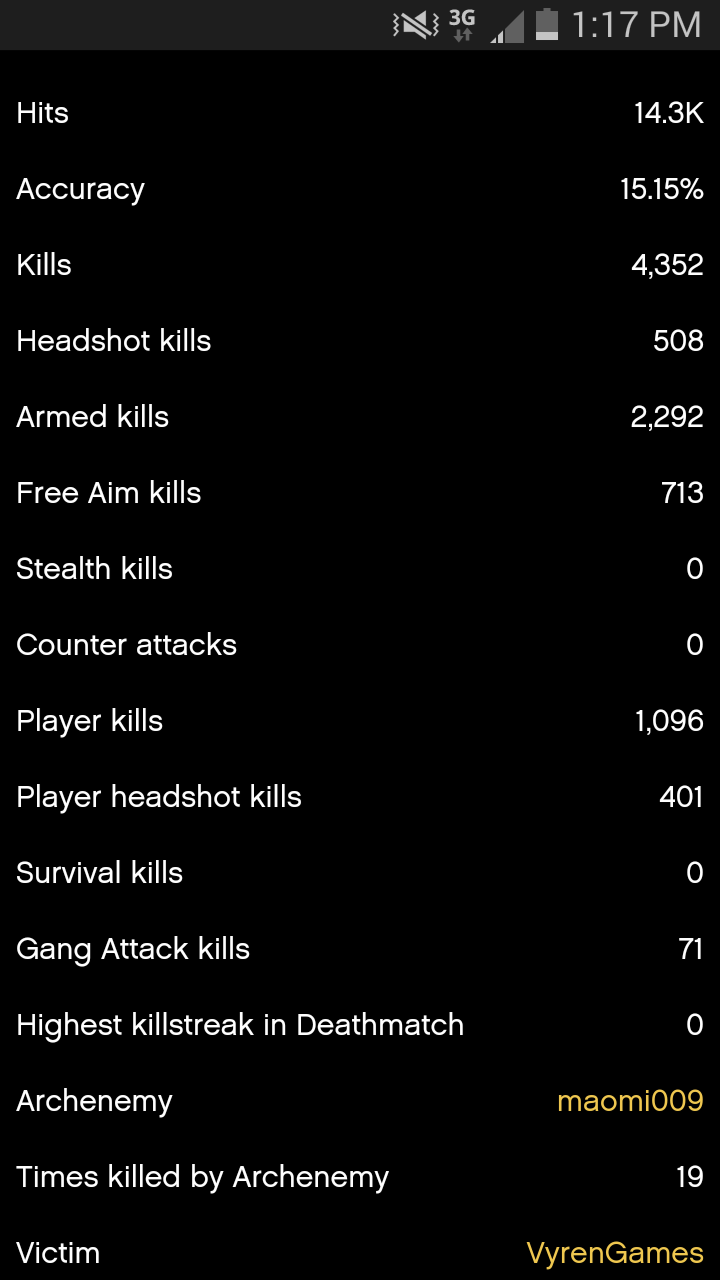 3G 1:17 PM
Hits 14.3K
Accuracy 15.15%
Kills 4,352
Headshot kills 508
Armed kills 2,292
Free Aim kills 713
Stealth kills 0
Counter attacks 0
Player kills 1,096
Player headshot kills 401
Survival kills 0
Gang Attack kills 71
Highest killstreak in Deathmatch 0
Archenemy maomi009
Times killed by Archenemy 19
Victim VyrenGames